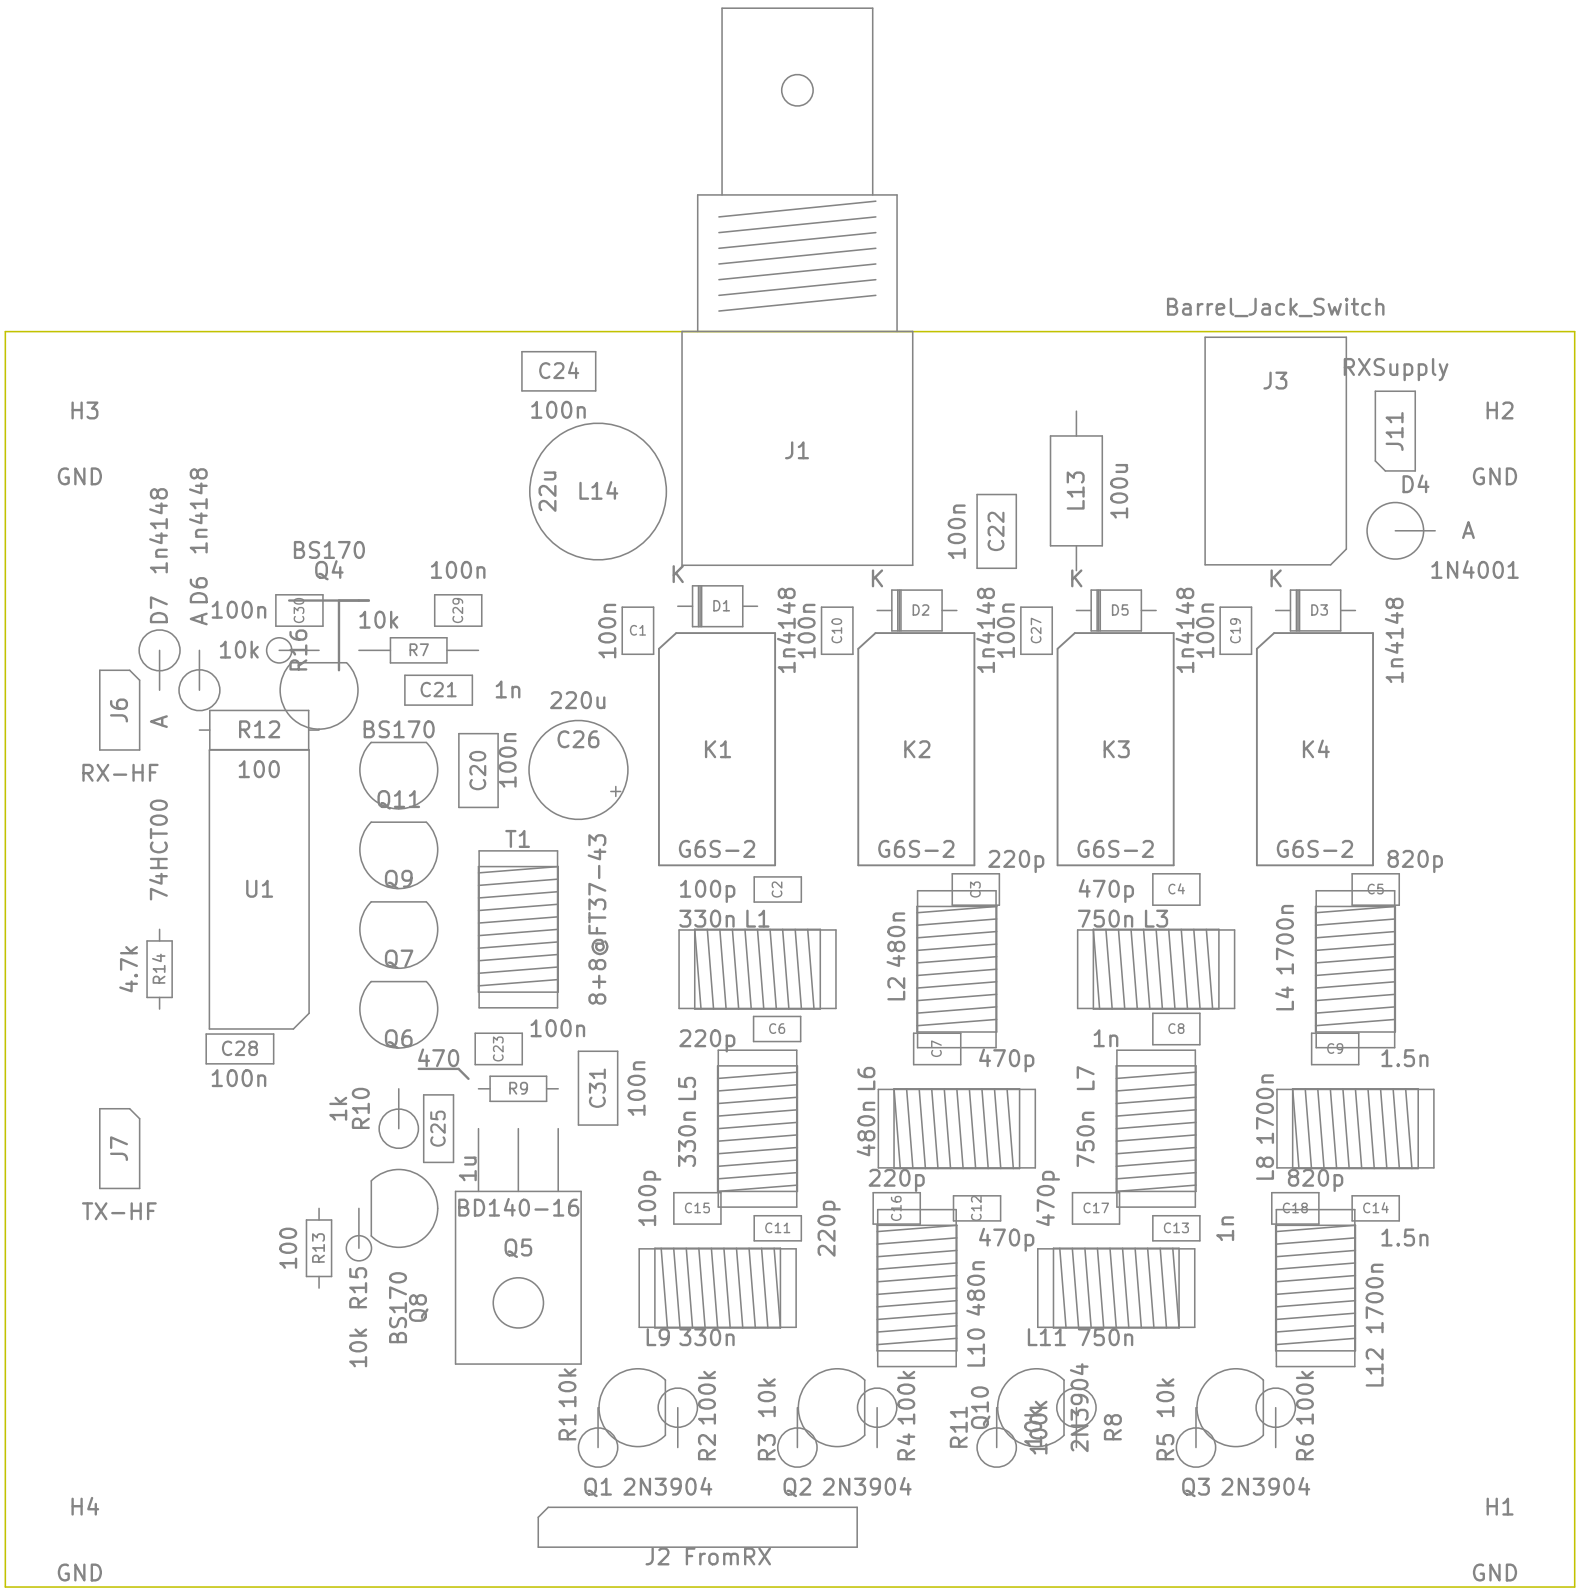 Barrel_Jack_Switch
C24
J3
RXSupply
H3
100n
J11
H2
J1
GND
22u
L14
L13
100u
D4
GND
1n4148
1n4148
100n
C22
A
BS170
Q4
100n
1N4001
K
K
K
K
D7
A D6
100n
C30
C29
100n
C1
D1
1n4148
100n
C10
D2
1n4148
100n
C27
D5
1n4148
100n
C19
D3
1n4148
10k
10k
R16
R7
C21
1n
220u
J6
A
R12
BS170
C26
K1
K2
K3
K4
RX-HF
100
C20
100n
Q11
74HCT00
T1
G6S-2
G6S-2
G6S-2
G6S-2
220p
820p
U1
Q9
8+8@FT37-43
100p
C2
C3
470p
C4
C5
330n L1
L2 480n
750n L3
L4 1700n
4.7k
R14
Q7
Q6
100n
C6
C8
C28
470
C23
220p
C7
470p
1n
C9
1.5n
100n
1k
R10
R9
C31
100n
330n L5
480n L6
750n L7
L8 1700n
J7
C25
1u
220p
820p
TX-HF
BD140-16
100p
C15
C16
C12
470p
C17
C18
C14
100
R13
Q5
C11
220p
470p
C13
1n
1.5n
10k R15
BS170
Q8
L9 330n
L10 480n
L11 750n
L12 1700n
R1
10k
R2 100k
R3 10k
R4 100k
R11
Q10
10k
100k
2N3904
R8
R5 10k
R6 100k
Q1 2N3904
Q2 2N3904
Q3 2N3904
H4
H1
J2 FromRX
GND
GND